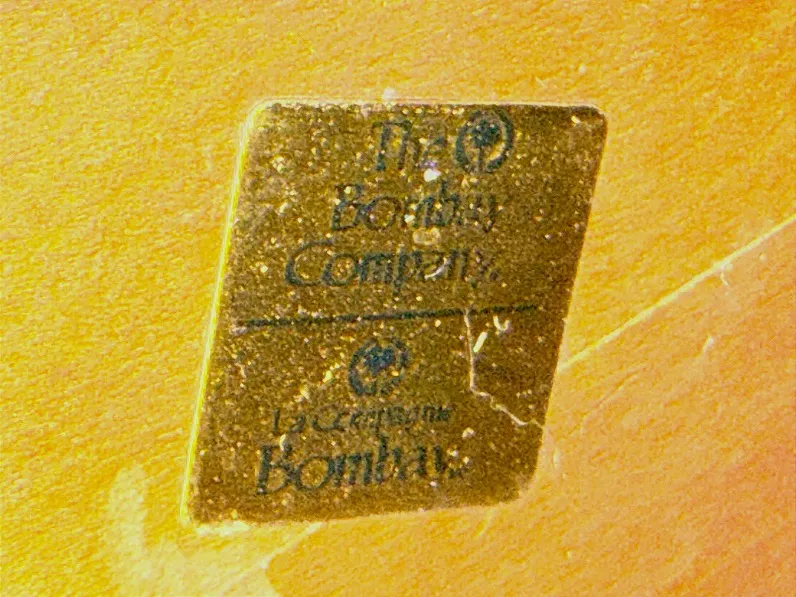 The
Bombay
Company.
La Compagnie
Bombay.